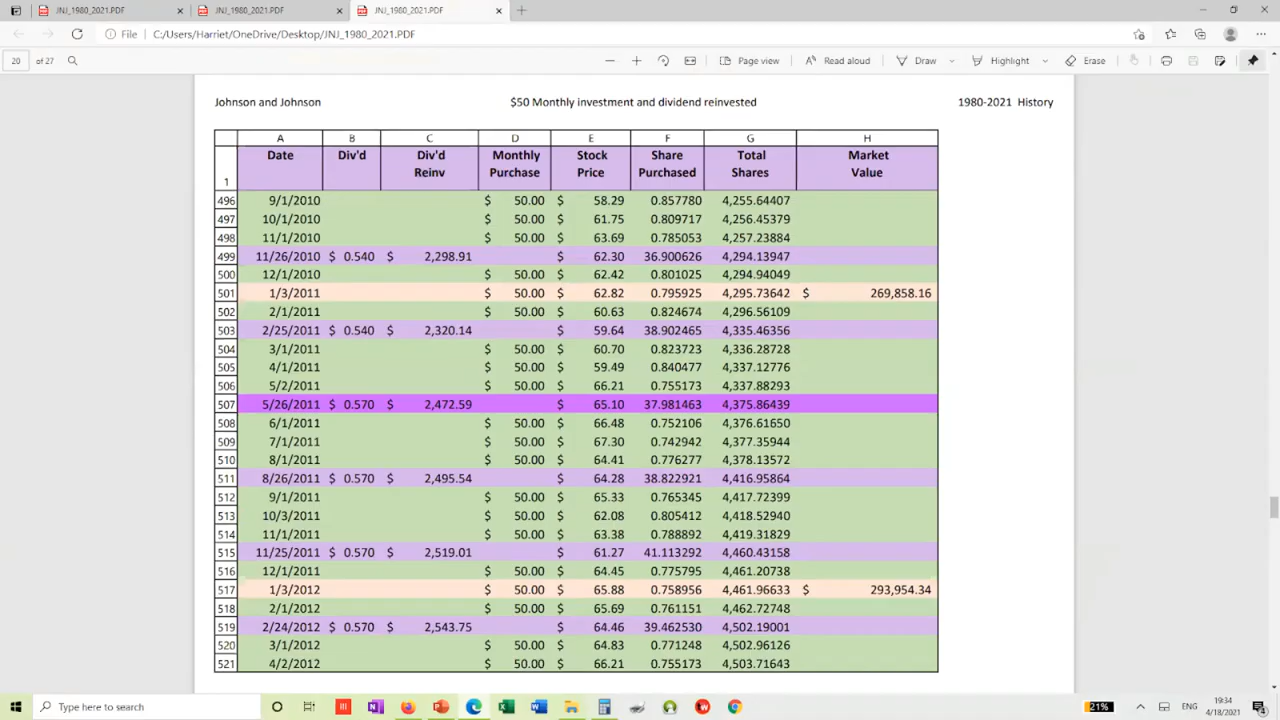 JNJ_1980_2021.PDF
JNJ_1980_2021.PDF
JNJ_1980_2021.PDF
File C:/Users/Harriet/OneDrive/Desktop/JNJ_1980_2021.PDF
20 of 27 Page view Read aloud Draw Highlight Erase
Johnson and Johnson $50 Monthly investment and dividend reinvested 1980-2021 History
A B C D E F G H
Date Div'd Div'd Monthly Stock Share Total Market
1 Reinv Purchase Price Purchased Shares Value
496 9/1/2010 $ 50.00 $ 58.29 0.857780 4,255.64407
497 10/1/2010 $ 50.00 $ 61.75 0.809717 4,256.45379
498 11/1/2010 $ 50.00 $ 63.69 0.785053 4,257.23884
499 11/26/2010 $ 0.540 $ 2,298.91 $ 62.30 36.900626 4,294.13947
500 12/1/2010 $ 50.00 $ 62.42 0.801025 4,294.94049
501 1/3/2011 $ 50.00 $ 62.82 0.795925 4,295.73642 $ 269,858.16
502 2/1/2011 $ 50.00 $ 60.63 0.824674 4,296.56109
503 2/25/2011 $ 0.540 $ 2,320.14 $ 59.64 38.902465 4,335.46356
504 3/1/2011 $ 50.00 $ 60.70 0.823723 4,336.28728
505 4/1/2011 $ 50.00 $ 59.49 0.840477 4,337.12776
506 5/2/2011 $ 50.00 $ 66.21 0.755173 4,337.88293
507 5/26/2011 $ 0.570 $ 2,472.59 $ 65.10 37.981463 4,375.86439
508 6/1/2011 $ 50.00 $ 66.48 0.752106 4,376.61650
509 7/1/2011 $ 50.00 $ 67.30 0.742942 4,377.35944
510 8/1/2011 $ 50.00 $ 64.41 0.776277 4,378.13572
511 8/26/2011 $ 0.570 $ 2,495.54 $ 64.28 38.822921 4,416.95864
512 9/1/2011 $ 50.00 $ 65.33 0.765345 4,417.72399
513 10/3/2011 $ 50.00 $ 62.08 0.805412 4,418.52940
514 11/1/2011 $ 50.00 $ 63.38 0.788892 4,419.31829
515 11/25/2011 $ 0.570 $ 2,519.01 $ 61.27 41.113292 4,460.43158
516 12/1/2011 $ 50.00 $ 64.45 0.775795 4,461.20738
517 1/3/2012 $ 50.00 $ 65.88 0.758956 4,461.96633 $ 293,954.34
518 2/1/2012 $ 50.00 $ 65.69 0.761151 4,462.72748
519 2/24/2012 $ 0.570 $ 2,543.75 $ 64.46 39.462530 4,502.19001
520 3/1/2012 $ 50.00 $ 64.83 0.771248 4,502.96126
521 4/2/2012 $ 50.00 $ 66.21 0.755173 4,503.71643
Type here to search 21% ENG 19:34
4/18/2021